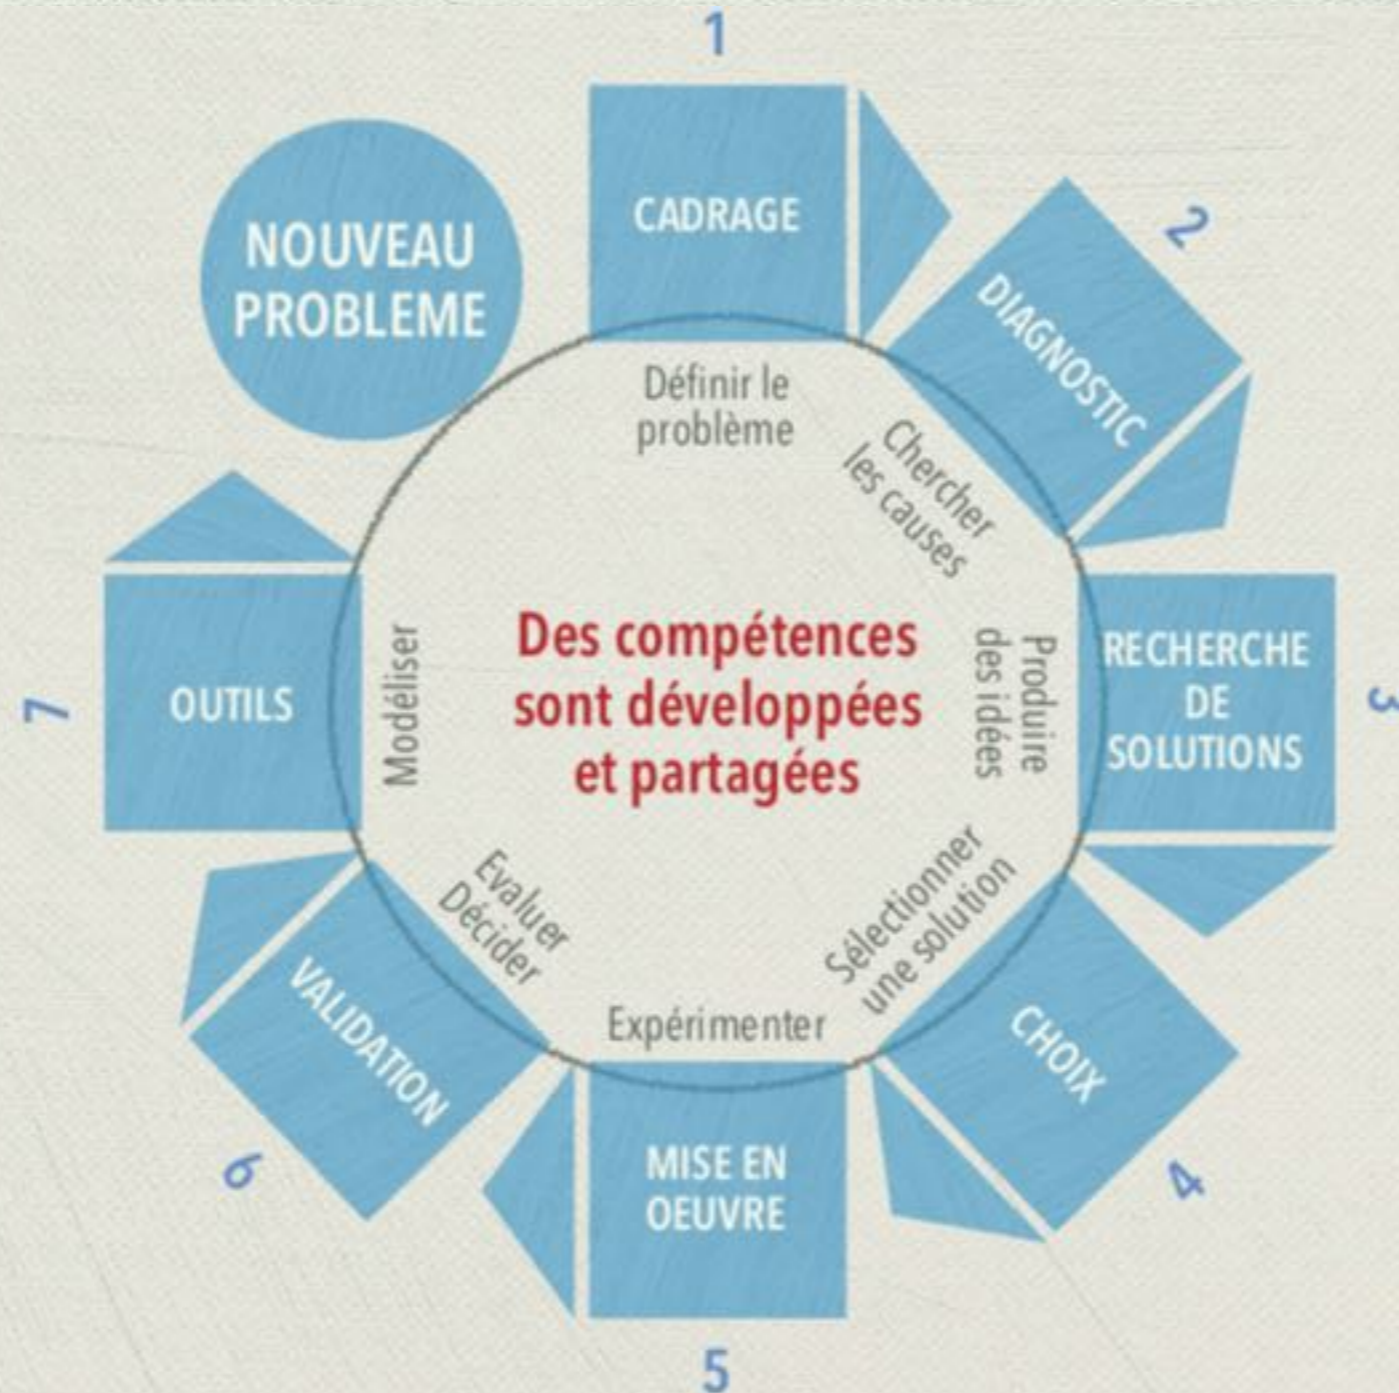 1
CADRAGE
Définir le
problème
2
DIAGNOSTIC
Chercher
les causes
3
RECHERCHE
DE
SOLUTIONS
Produire
des idées
4
CHOIX
Sélectionner
une solution
5
MISE EN
OEUVRE
Expérimenter
6
VALIDATION
Evaluer
Décider
7
OUTILS
Modéliser
NOUVEAU
PROBLEME
Des compétences
sont développées
et partagées